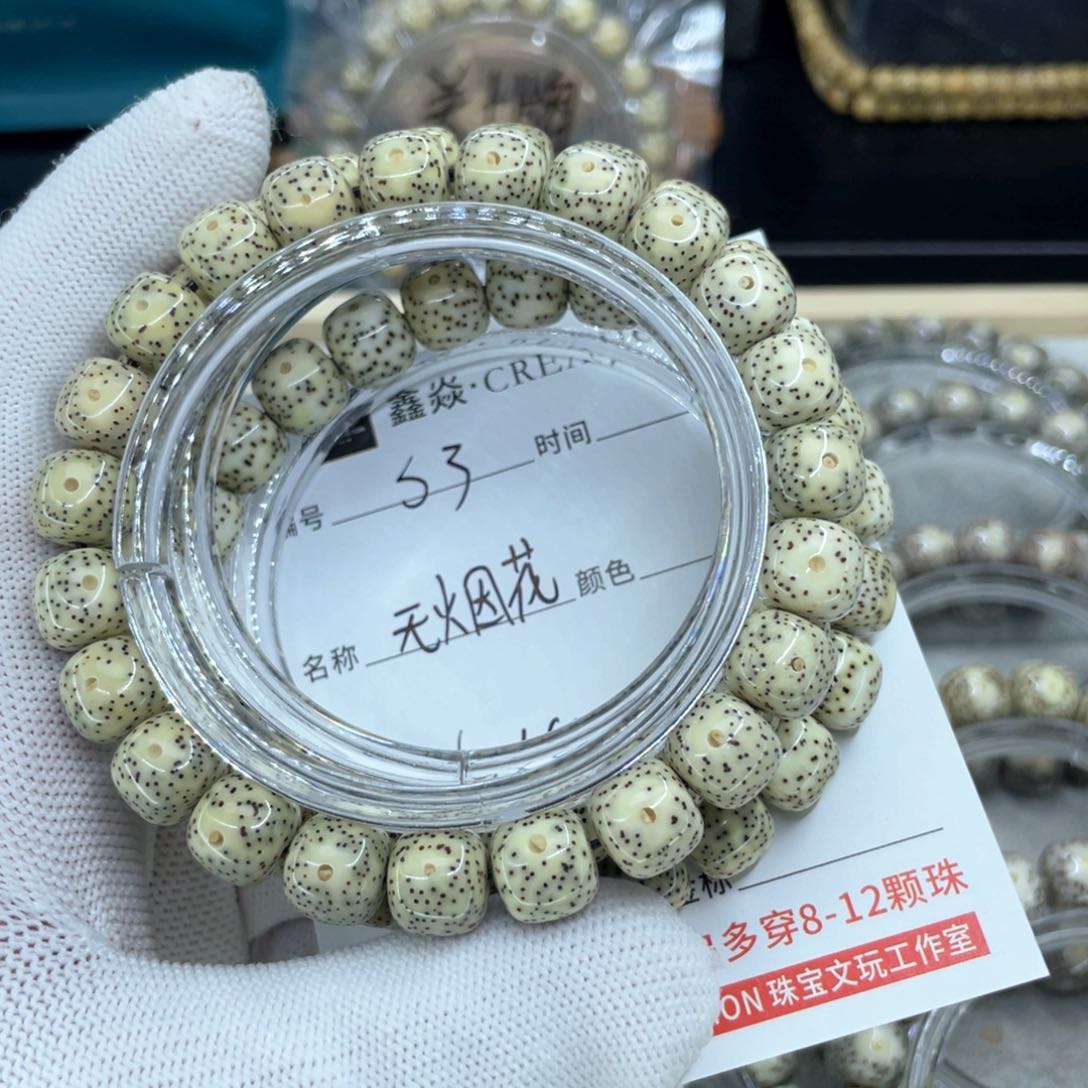 鑫焱·CREA
编号 53 时间
名称 无烟花 颜色
多穿8-12颗珠
ION 珠宝文玩工作室